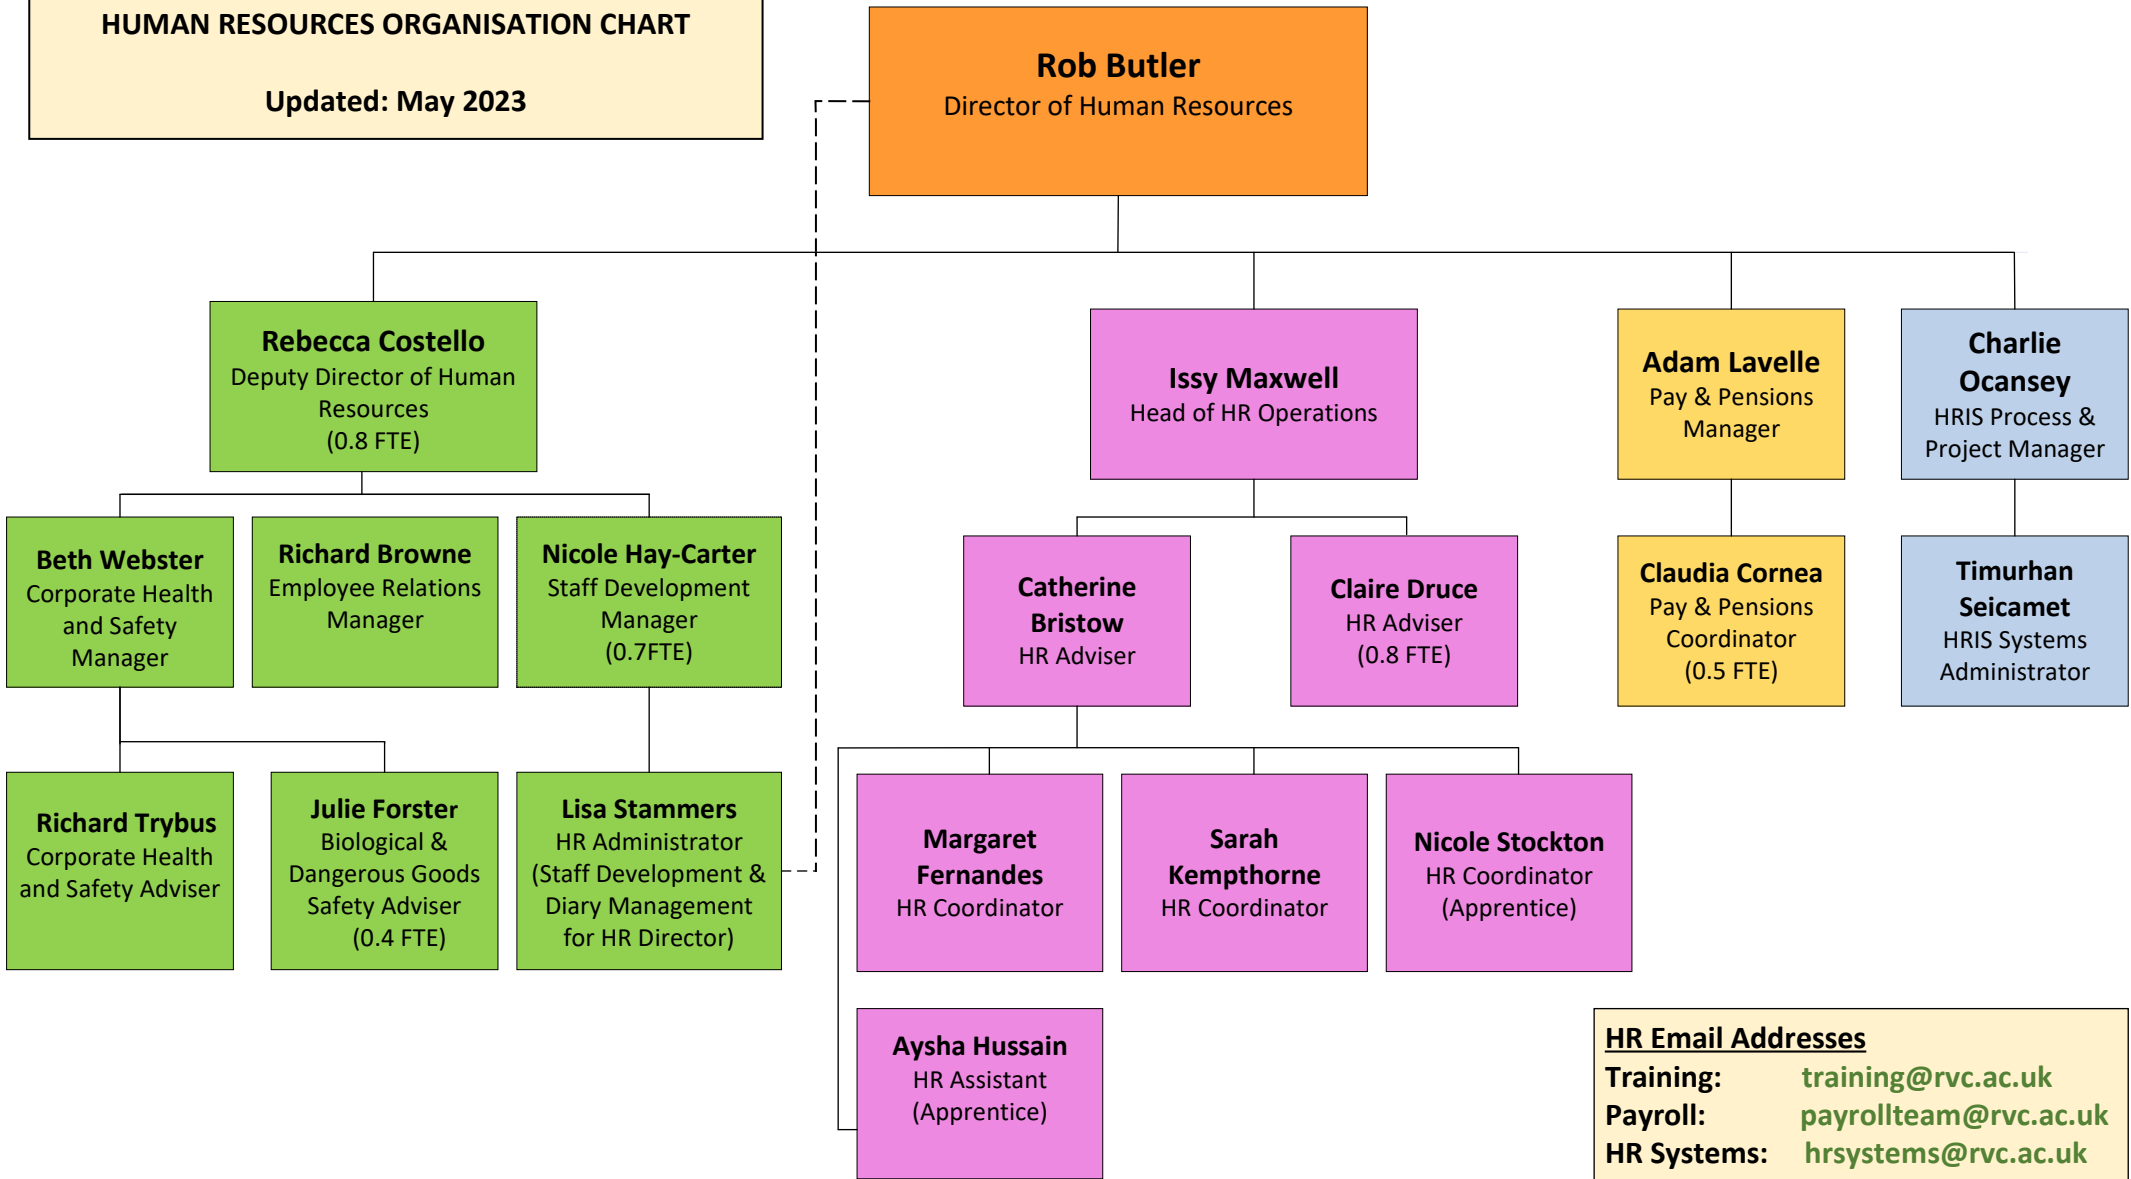 HUMAN RESOURCES ORGANISATION CHART
Updated: May 2023
Rob Butler
Director of Human Resources
Rebecca Costello
Deputy Director of Human
Resources
(0.8 FTE)
Issy Maxwell
Head of HR Operations
Adam Lavelle
Pay & Pensions
Manager
Charlie
Ocansey
HRIS Process &
Project Manager
Beth Webster
Corporate Health
and Safety
Manager
Richard Browne
Employee Relations
Manager
Nicole Hay-Carter
Staff Development
Manager
(0.7FTE)
Catherine
Bristow
HR Adviser
Claire Druce
HR Adviser
(0.8 FTE)
Claudia Cornea
Pay & Pensions
Coordinator
(0.5 FTE)
Timurhan
Seicamet
HRIS Systems
Administrator
Richard Trybus
Corporate Health
and Safety Adviser
Julie Forster
Biological &
Dangerous Goods
Safety Adviser
(0.4 FTE)
Lisa Stammers
HR Administrator
(Staff Development &
Diary Management
for HR Director)
Margaret
Fernandes
HR Coordinator
Sarah
Kempthorne
HR Coordinator
Nicole Stockton
HR Coordinator
(Apprentice)
Aysha Hussain
HR Assistant
(Apprentice)
HR Email Addresses
Training: training@rvc.ac.uk
Payroll: payrollteam@rvc.ac.uk
HR Systems: hrsystems@rvc.ac.uk